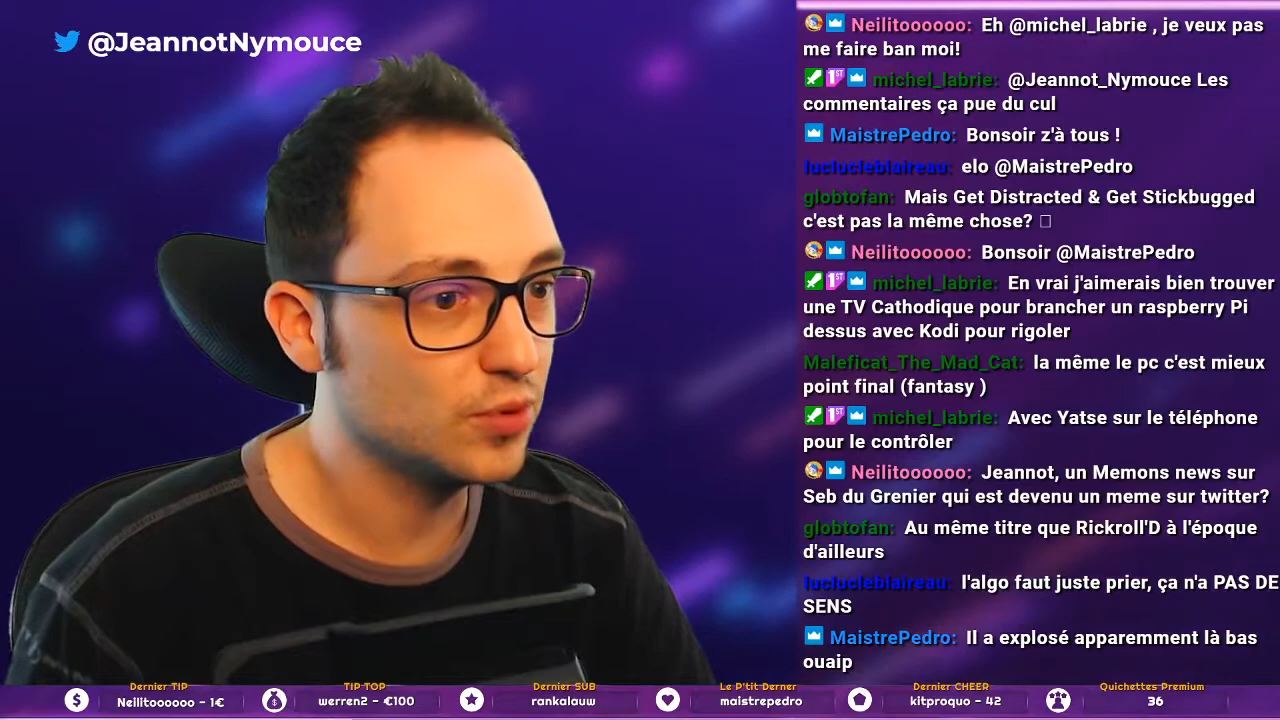 @JeannotNymouce
Neilitoooooo: Eh @michel_labrie , je veux pas
me faire ban moi!
1ST michel_labrie: @Jeannot_Nymouce Les
commentaires ça pue du cul
MaistrePedro: Bonsoir z'à tous !
luclucleblaireau: elo @MaistrePedro
globtofan: Mais Get Distracted & Get Stickbugged
c'est pas la même chose?
Neilitoooooo: Bonsoir @MaistrePedro
1ST michel_labrie: En vrai j'aimerais bien trouver
une TV Cathodique pour brancher un raspberry Pi
dessus avec Kodi pour rigoler
Maleficat_The_Mad_Cat: la même le pc c'est mieux
point final (fantasy )
1ST michel_labrie: Avec Yatse sur le téléphone
pour le contrôler
Neilitoooooo: Jeannot, un Memons news sur
Seb du Grenier qui est devenu un meme sur twitter?
globtofan: Au même titre que Rickroll'D à l'époque
d'ailleurs
luclucleblaireau: l'algo faut juste prier, ça n'a PAS DE
SENS
MaistrePedro: Il a explosé apparemment là bas
ouaip
Dernier TIP
Neilitoooooo - 1€
TIP-TOP
werren2 - €100
Dernier SUB
rankalauw
Le P'tit Derner
maistrepedro
Dernier CHEER
kitproquo - 42
Quichettes Premium
36